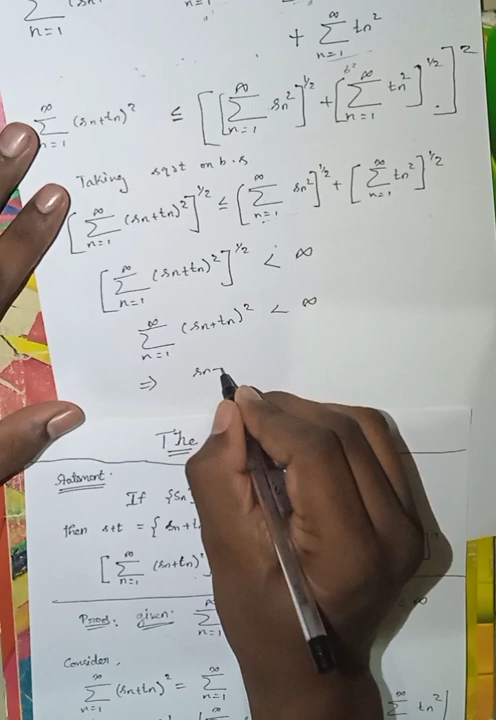 ∑ n=1
n=1
+ ∑ n=1 tn²
∞ ∑ n=1 (sn+tn)² ≤ [ [ ∞ ∑ n=1 sn² ]^1/2 + [ ∞ ∑ n=1 tn² ]^1/2 ]²
Taking sqrt on b.s
[ ∞ ∑ n=1 (sn+tn)² ]^1/2 ≤ [ ∞ ∑ n=1 sn² ]^1/2 + [ ∞ ∑ n=1 tn² ]^1/2
[ ∞ ∑ n=1 (sn+tn)² ]^1/2 < ∞
∞ ∑ n=1 (sn+tn)² < ∞
⇒ sn
The
Statement:
If {sn
then s+t = { sn+t
[ ∞ ∑ n=1 (sn+tn)²
Proof: given: ∑ n=1 < ∞
Consider,
∞ ∑ n=1 (sn+tn)² = ∑ n=1 ∞ ∑ tn²